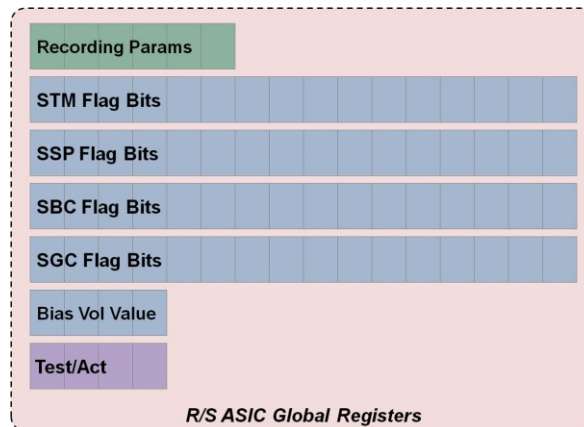 Recording Params
STM Flag Bits
SSP Flag Bits
SBC Flag Bits
SGC Flag Bits
Bias Vol Value
Test/Act
R/S ASIC Global Registers